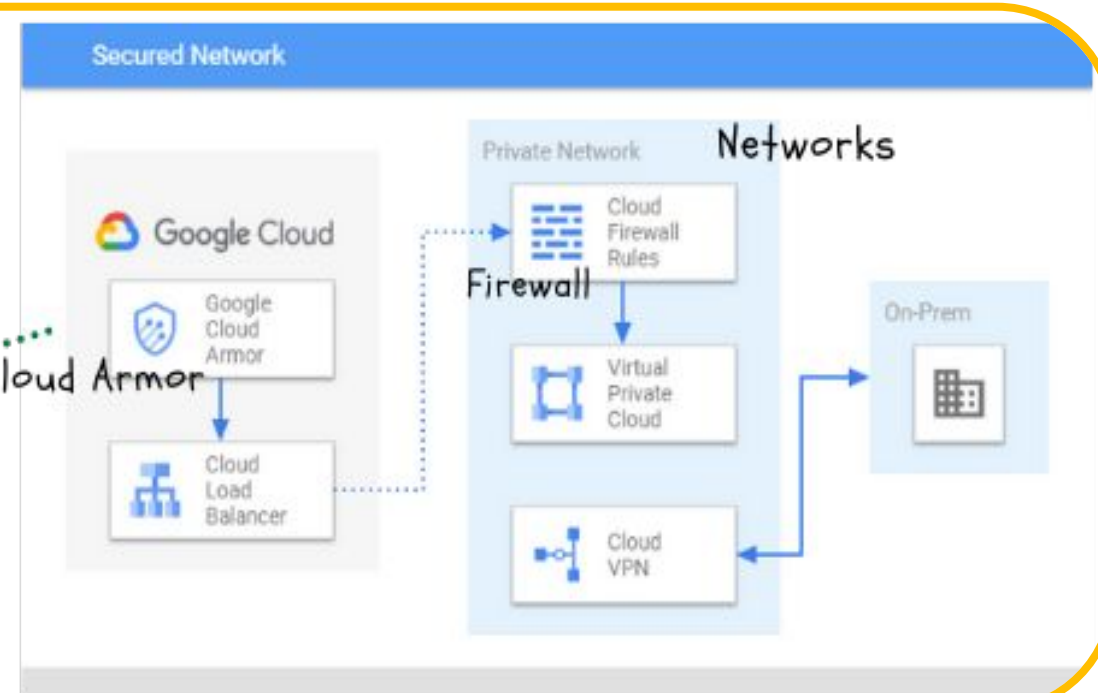 Secured Network
Google Cloud
Google
Cloud
Armor
loud Armor
Cloud
Load
Balancer
Private Network
Networks
Cloud
Firewall
Rules
Firewall
Virtual
Private
Cloud
Cloud
VPN
On-Prem